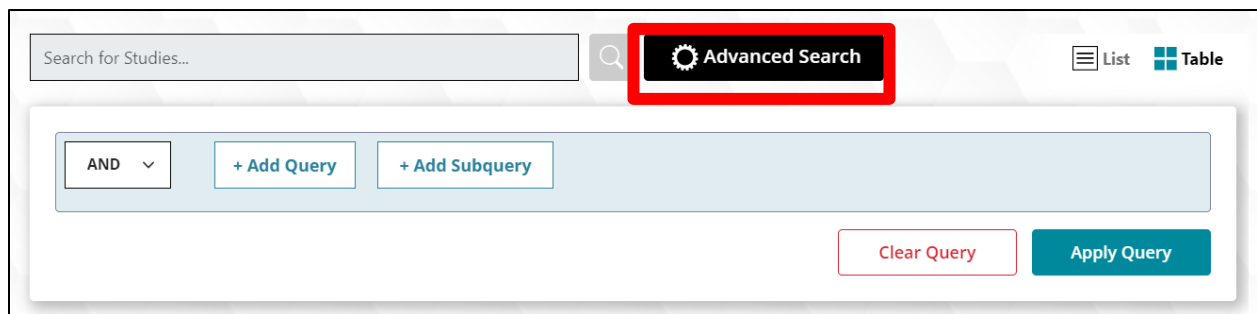 Search for Studies... Advanced Search List Table
AND + Add Query + Add Subquery
Clear Query Apply Query